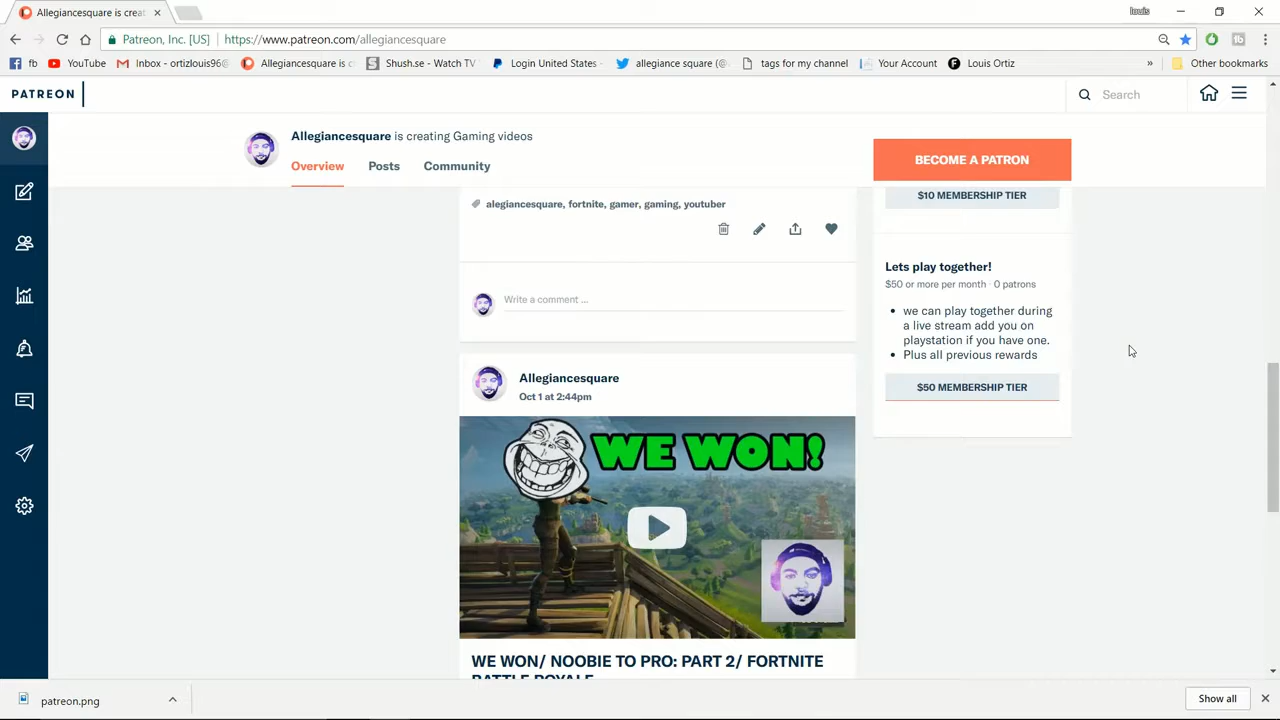 Allegiancesquare is creat
louis
Patreon, Inc. [US]
https://www.patreon.com/allegiancesquare
fb
YouTube
Inbox - ortizlouis96@
Allegiancesquare is c
Shush.se - Watch TV
Login United States -
allegiance square (@
tags for my channel
Your Account
Louis Ortiz
»
Other bookmarks
PATREON
Search
Allegiancesquare is creating Gaming videos
Overview
Posts
Community
BECOME A PATRON
alegiancesquare, fortnite, gamer, gaming, youtuber
$10 MEMBERSHIP TIER
Write a comment ...
Lets play together!
$50 or more per month · 0 patrons
• we can play together during
a live stream add you on
playstation if you have one.
• Plus all previous rewards
$50 MEMBERSHIP TIER
Allegiancesquare
Oct 1 at 2:44pm
WE WON!
WE WON/ NOOBIE TO PRO: PART 2/ FORTNITE
BATTLE ROYALE
patreon.png
Show all